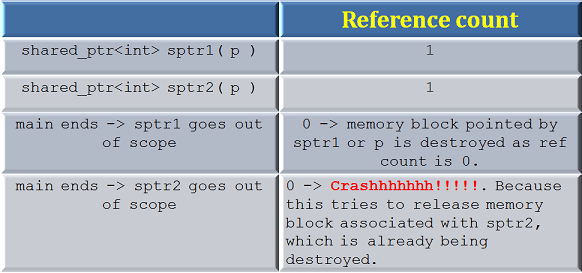 Reference count
shared_ptr<int> sptr1( p )
1
shared_ptr<int> sptr2( p )
1
main ends -> sptr1 goes out
of scope
0 -> memory block pointed by
sptr1 or p is destroyed as ref
count is 0.
main ends -> sptr2 goes out
of scope
0 -> Crashhhhhhh!!!!!. Because
this tries to release memory
block associated with sptr2,
which is already being
destroyed.